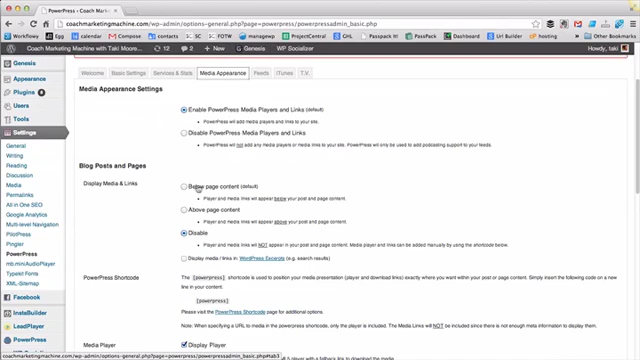 PowerPress ‹ Coach Marketin
coachmarketingmachine.com/wp-admin/options-general.php?page=powerpress/powerpressadmin_basic.php
Workflowy Google Docs FB SC SA FOTW SupportGW Passpack PassPack Ejunkie Url Builder managewp Other Bookmarks
Coach Marketing Machine with Taki Moore... 12 2 + New Genesis WP Socializer Howdy, taki
Genesis
Appearance
Plugins
Users
Tools
Settings
General
Writing
Reading
Discussion
Media
Permalinks
All in One SEO
Google Analytics
Metronet Tag Manager
PowerPress
mb.miniAudioPlayer
Typekit Fonts
XML-Sitemap
Facebook
InstaBuilder
LeadPlayer
Welcome Basic Settings Services & Stats Media Appearance Feeds iTunes T.V.
Media Appearance Settings
Enable PowerPress Media Players and Links (default)
• PowerPress will add media players and links to your site.
Disable PowerPress Media Players and Links
• PowerPress will not add any media players or media links to your site. PowerPress will only be used to add podcasting support to your feeds.
Blog Posts and Pages
Display Media & Links
Below page content (default)
• Player and media links will appear below your post and page content.
Above page content
• Player and media links will appear above your post and page content.
Disable
• Player and media links will NOT appear in your post and page content. Media player and links can be added manually by using the shortcode below.
Display media / links in: WordPress Excerpts (e.g. search results)
PowerPress Shortcode
The [powerpress] shortcode is used to position your media presentation (player and download links) exactly where you want within your post or page content. Simply insert the following code on a new line in your content.
[powerpress]
Please visit the PowerPress Shortcode page for additional options.
Note: When specifying a URL to media in the powerpress shortcode, only the player is included. The Media Links will NOT be included since there is not enough meta information to display them.
Media Player
Display Player
coachmarketingmachine.com/wp-admin/options-general.php?page=powerpress/powerpressadmin_basic.php#tab3